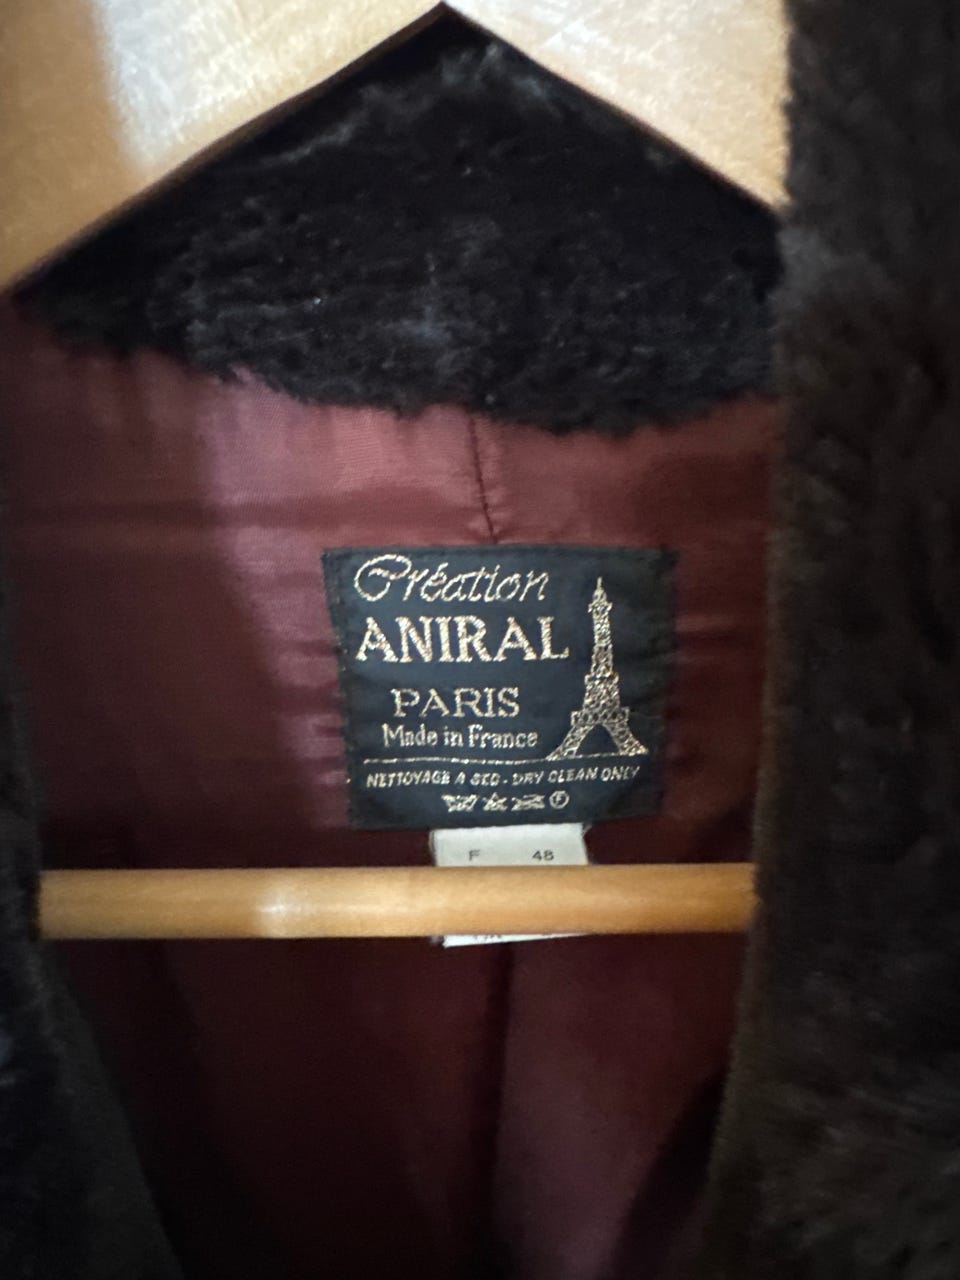 Création
ANIRAL
PARIS
Made in France
NETTOYAGE A SEC - DRY CLEAN ONLY
F 48